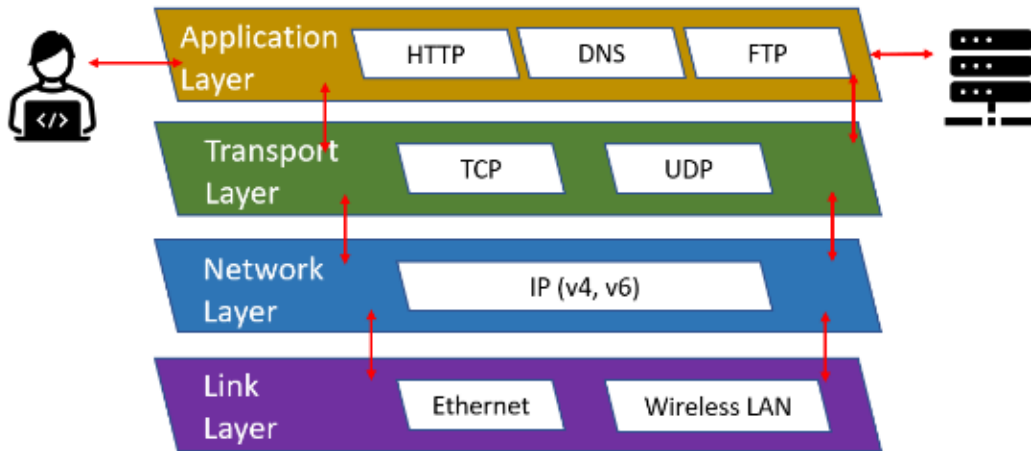 Application
Layer
HTTP
DNS
FTP
</>
Transport
Layer
TCP
UDP
Network
Layer
IP (v4, v6)
Link
Layer
Ethernet
Wireless LAN